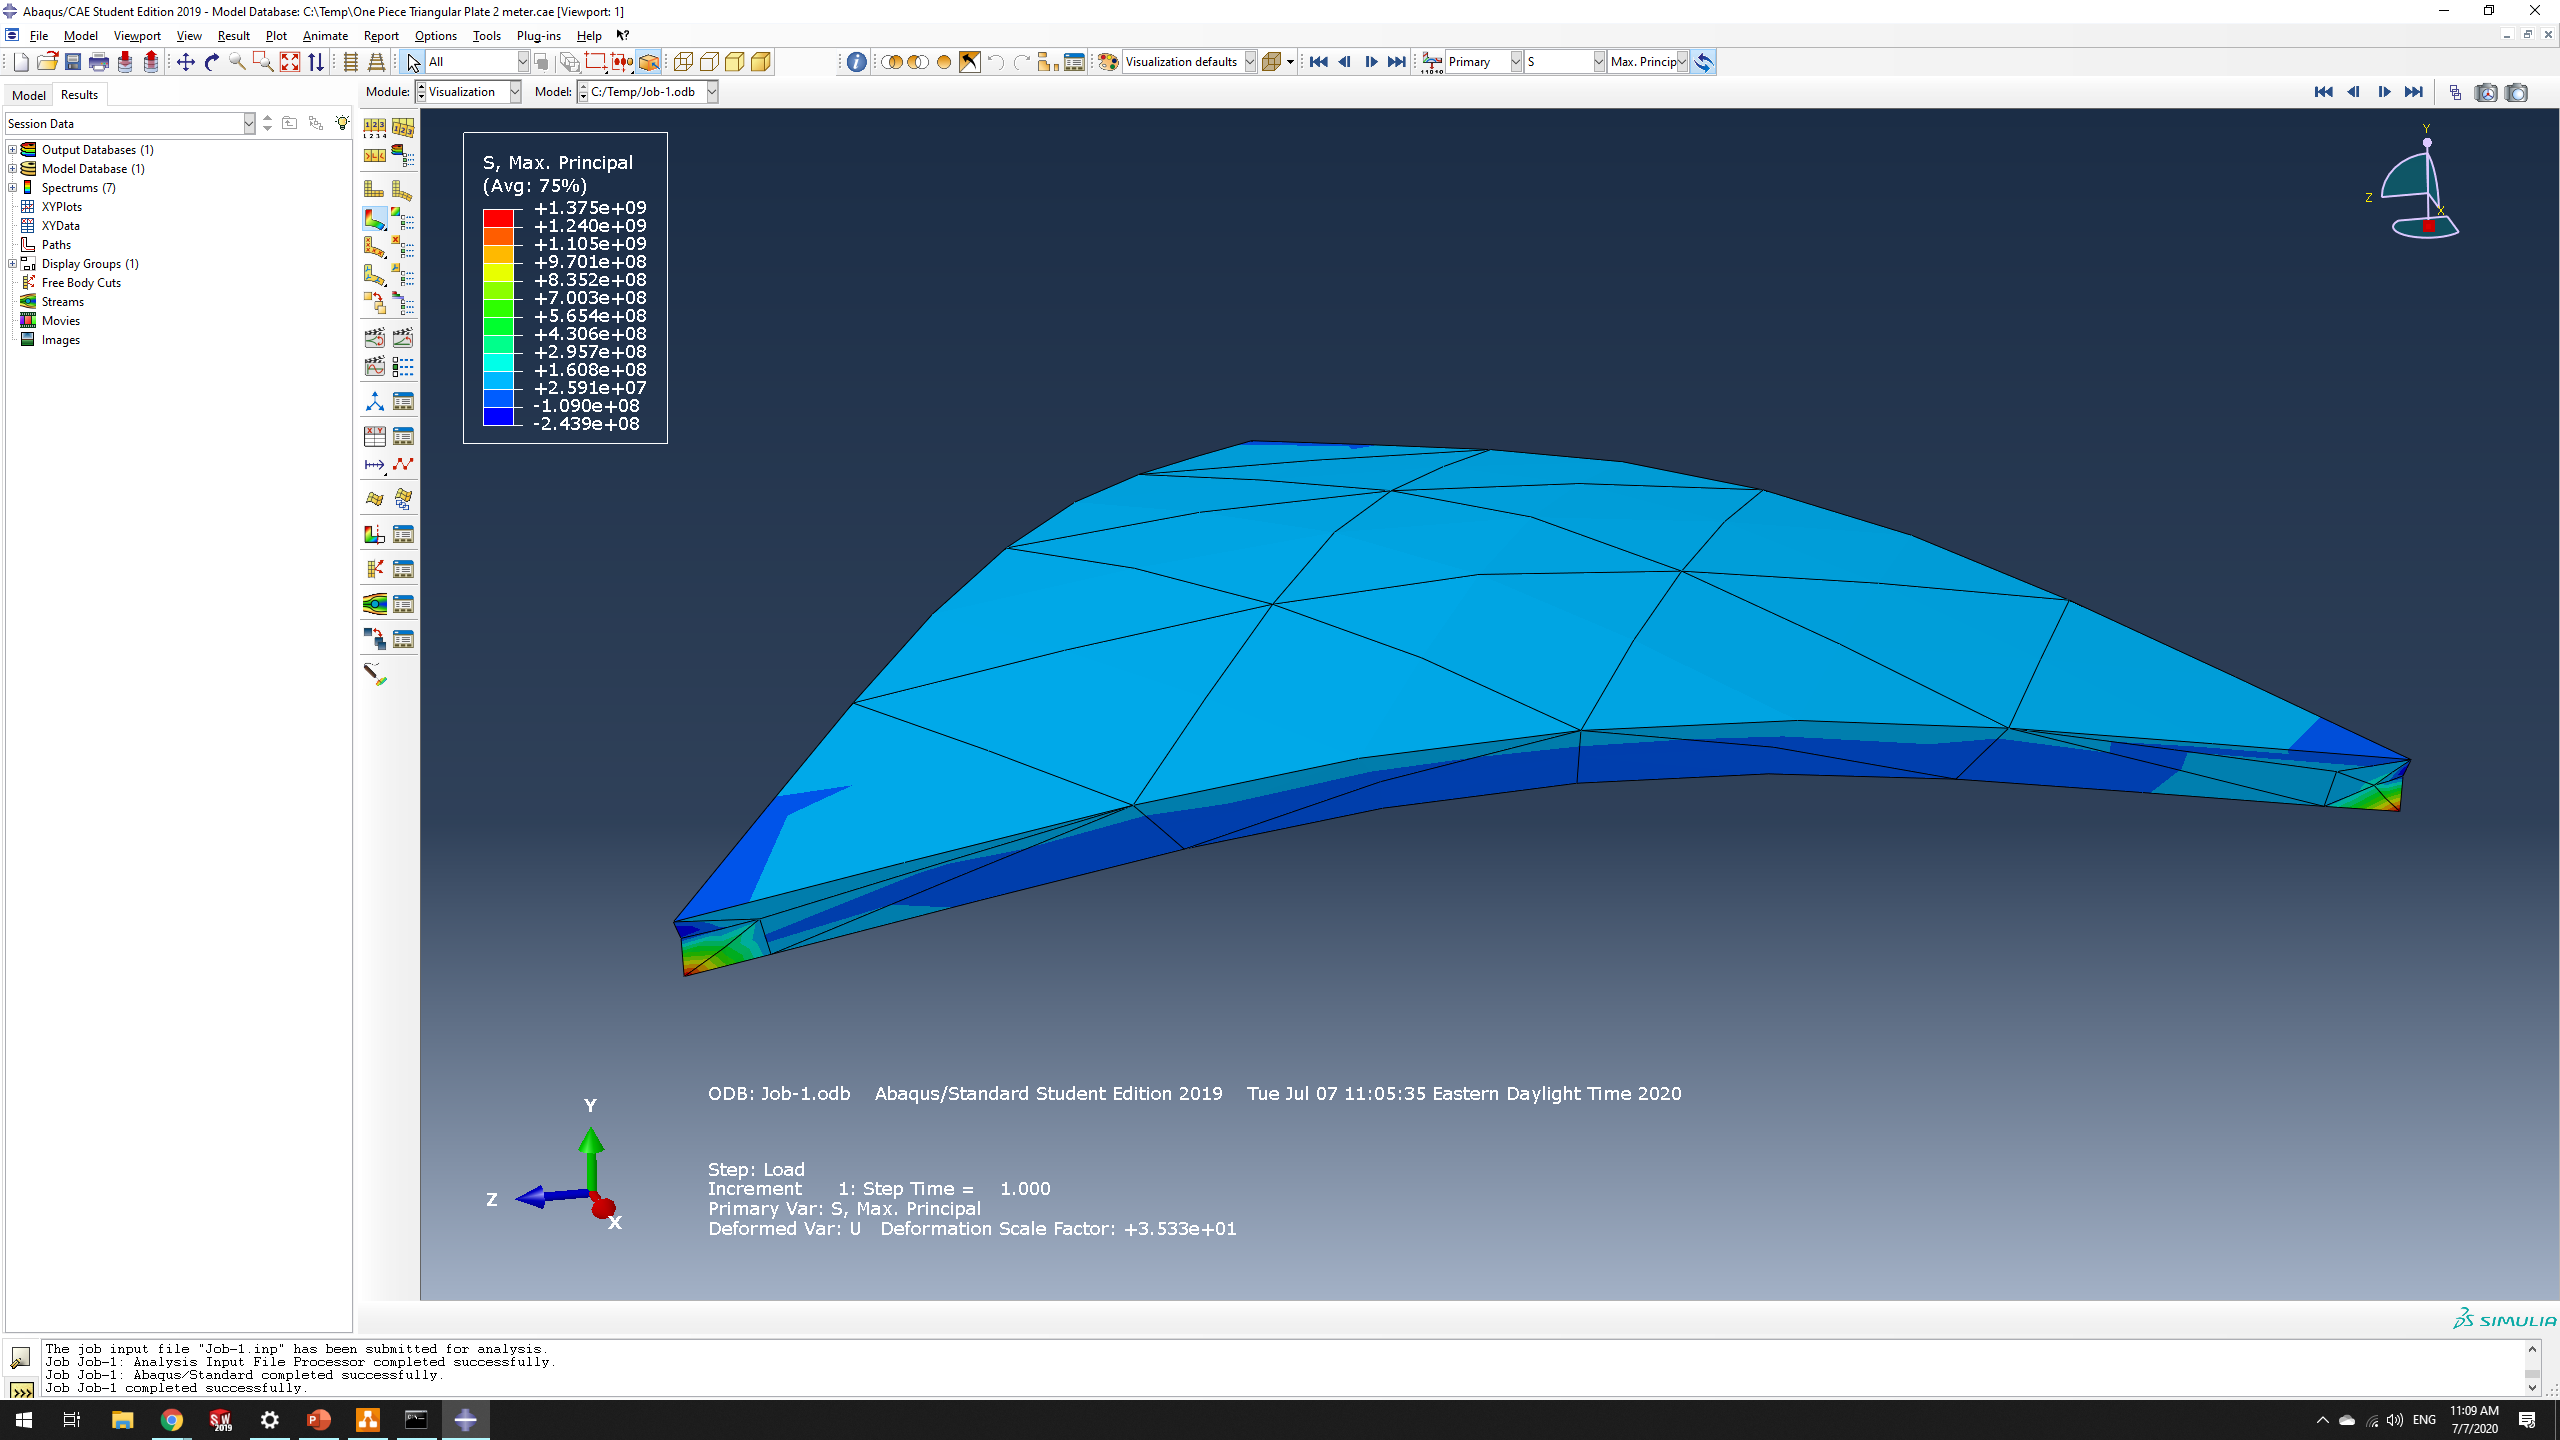 Abaqus/CAE Student Edition 2019 - Model Database: C:\Temp\One Piece Triangular Plate 2 meter.cae [Viewport: 1]
File Model Viewport View Result Plot Animate Report Options Tools Plug-ins Help
All
Visualization defaults
Primary S Max. Princip
Model Results
Module: Visualization Model: C:/Temp/Job-1.odb
Session Data
Output Databases (1)
Model Database (1)
Spectrums (7)
XYPlots
XYData
Paths
Display Groups (1)
Free Body Cuts
Streams
Movies
Images
S, Max. Principal
(Avg: 75%)
+1.375e+09
+1.240e+09
+1.105e+09
+9.701e+08
+8.352e+08
+7.003e+08
+5.654e+08
+4.306e+08
+2.957e+08
+1.608e+08
+2.591e+07
-1.090e+08
-2.439e+08
Y
Z
X
ODB: Job-1.odb Abaqus/Standard Student Edition 2019 Tue Jul 07 11:05:35 Eastern Daylight Time 2020
Y
Z
X
Step: Load
Increment 1: Step Time = 1.000
Primary Var: S, Max. Principal
Deformed Var: U Deformation Scale Factor: +3.533e+01
SIMULIA
The job input file "Job-1.inp" has been submitted for analysis.
Job Job-1: Analysis Input File Processor completed successfully.
Job Job-1: Abaqus/Standard completed successfully.
Job Job-1 completed successfully.
ENG
11:09 AM
7/7/2020